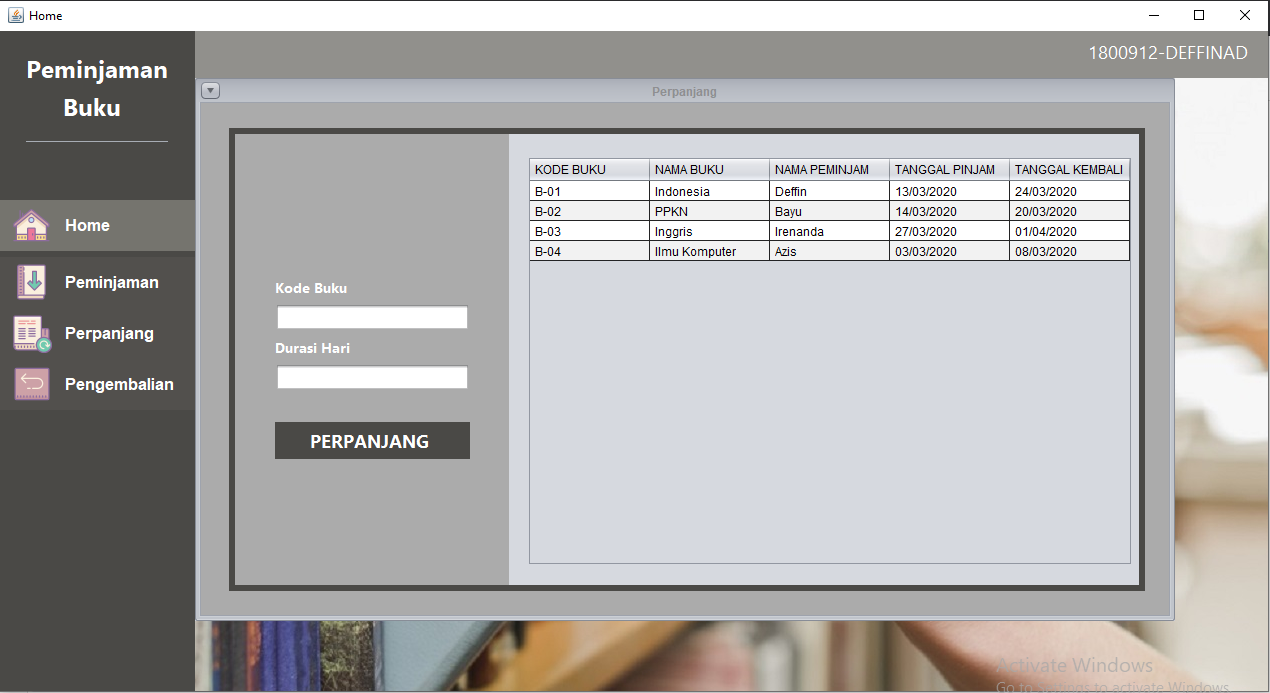 Home
Peminjaman
Buku
1800912-DEFFINAD
Home
Peminjaman
Perpanjang
Pengembalian
Perpanjang
Kode Buku
Durasi Hari
PERPANJANG
KODE BUKU NAMA BUKU NAMA PEMINJAM TANGGAL PINJAM TANGGAL KEMBALI
B-01 Indonesia Deffin 13/03/2020 24/03/2020
B-02 PPKN Bayu 14/03/2020 20/03/2020
B-03 Inggris Irenanda 27/03/2020 01/04/2020
B-04 Ilmu Komputer Azis 03/03/2020 08/03/2020
Activate Windows
Go to Settings to activate Windows.